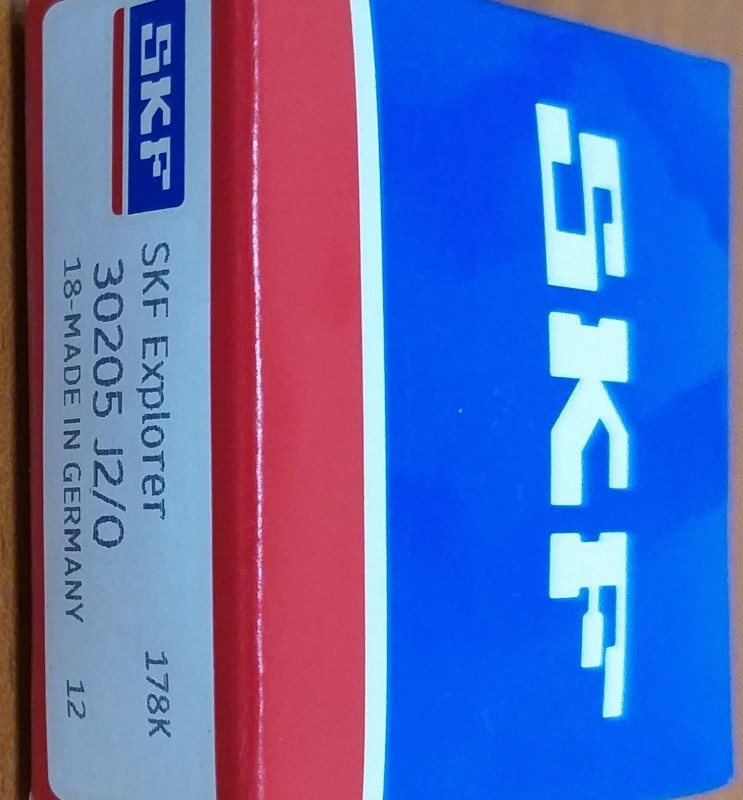 SKF
SKF
SKF Explorer 178K
30205 J2/Q
18-MADE IN GERMANY 12